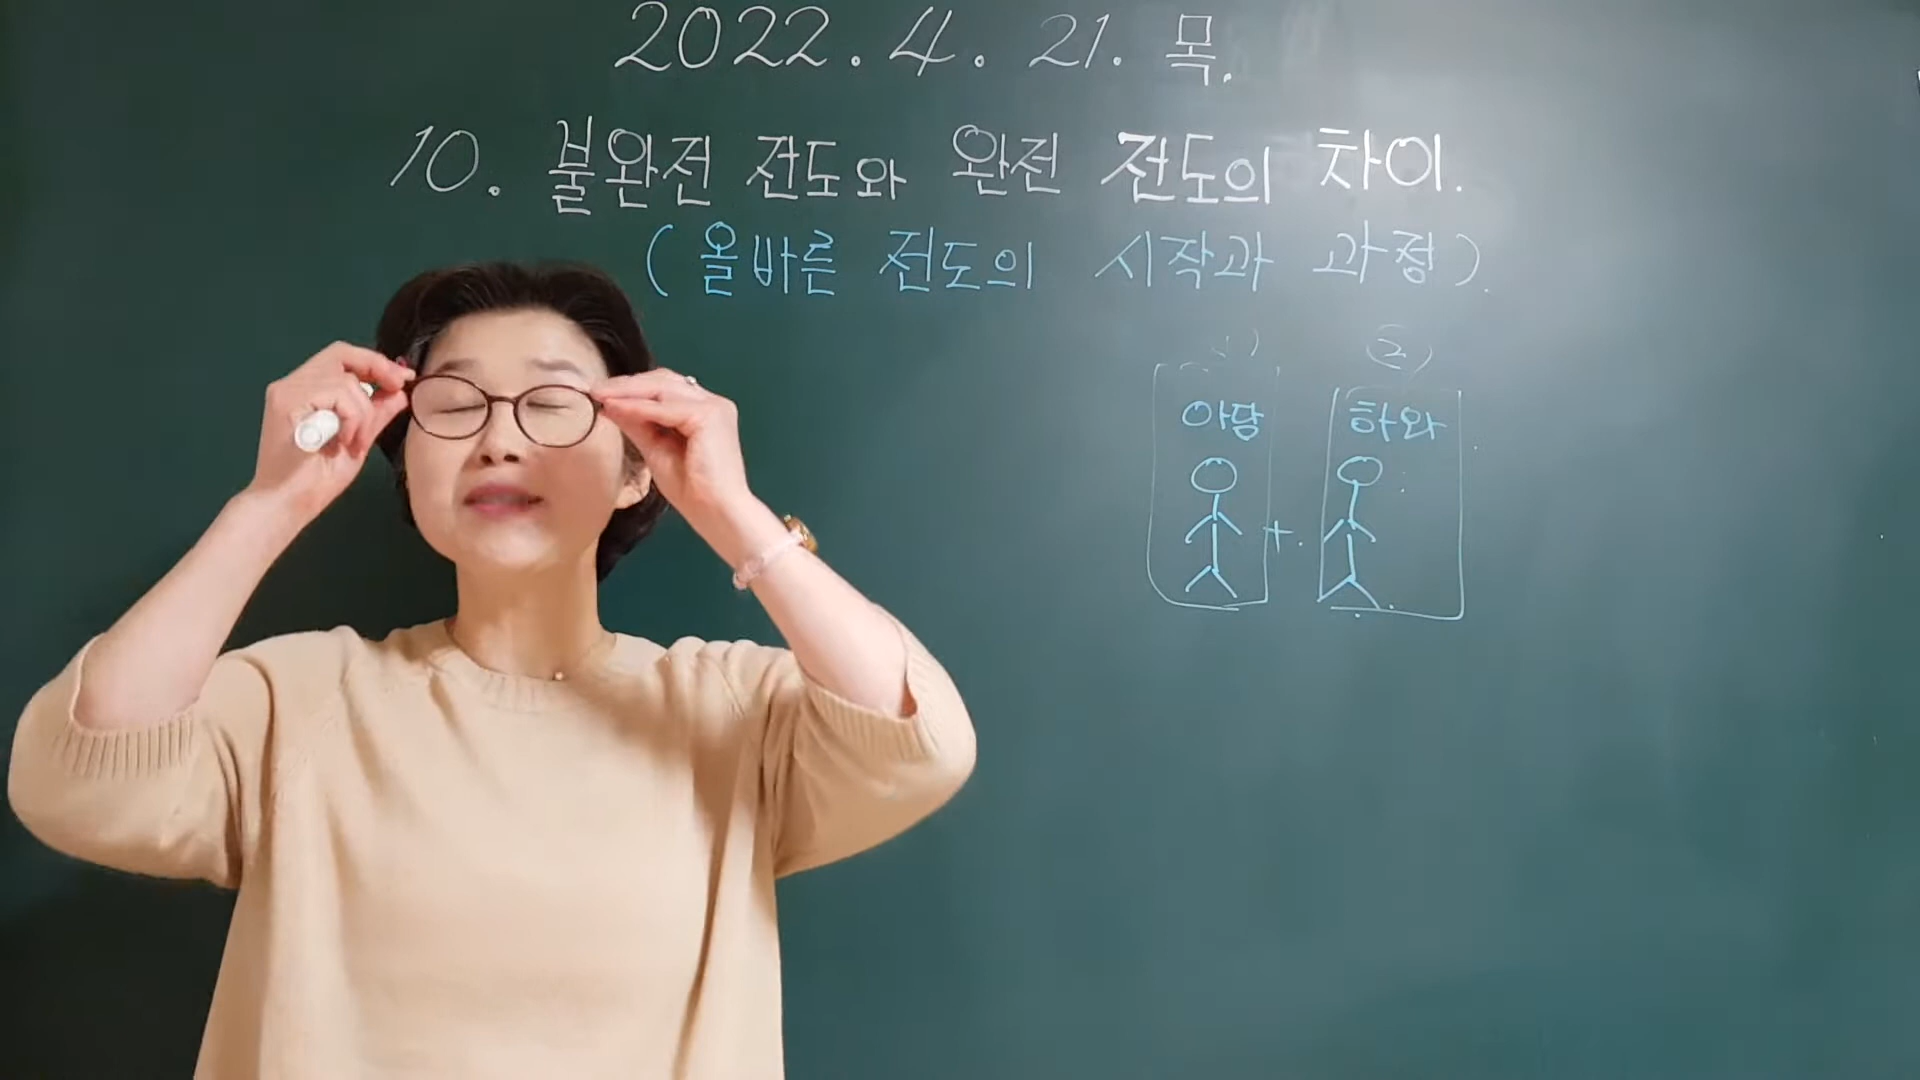 2022. 4. 21. 목.
10. 불완전 전도와 완전 전도의 차이.
(올바른 전도의 시작과 과정).
1) (2)
아담 하와
+